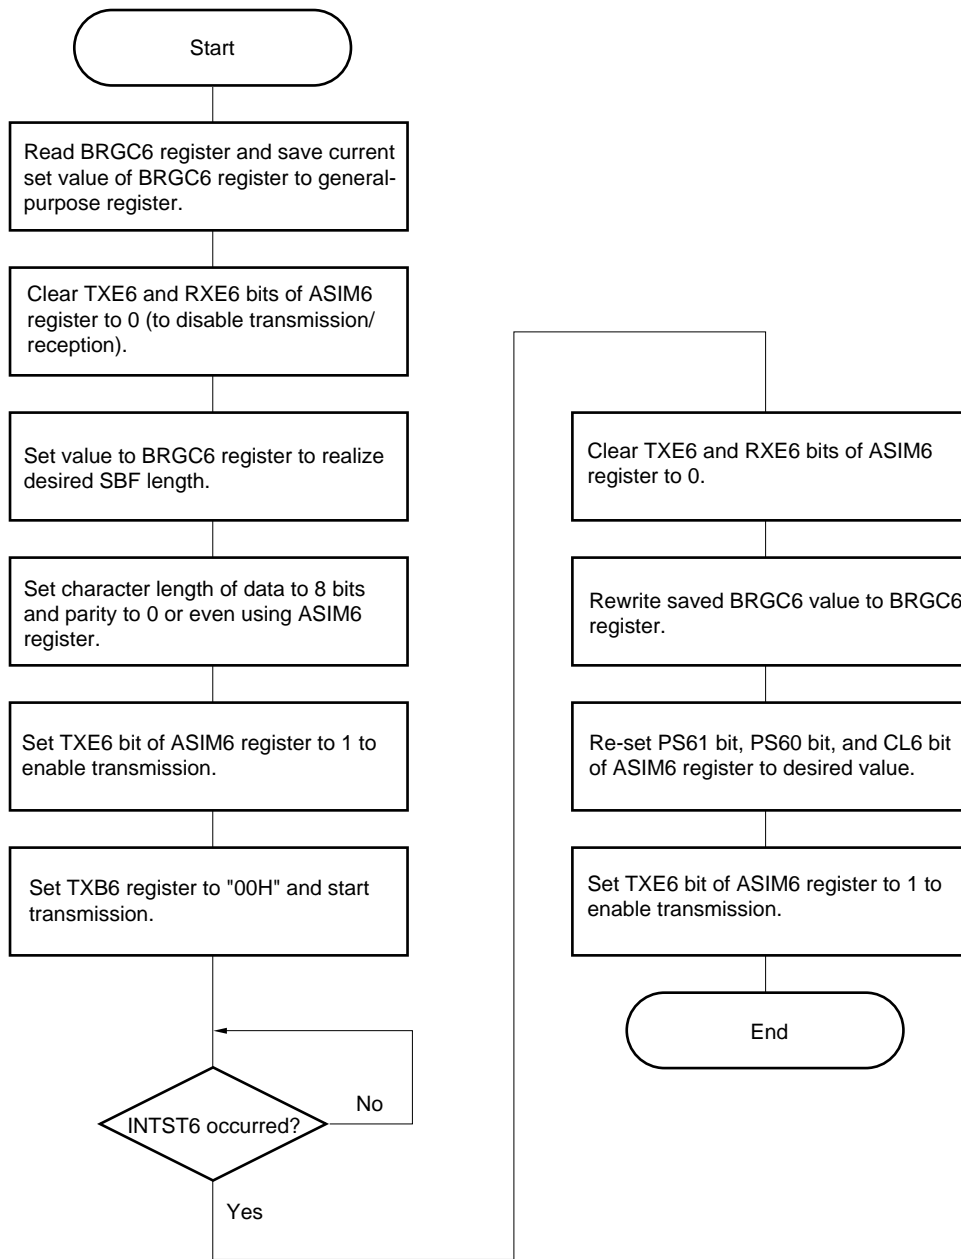 Start
Read BRGC6 register and save current
set value of BRGC6 register to general-
purpose register.
Clear TXE6 and RXE6 bits of ASIM6
register to 0 (to disable transmission/
reception).
Set value to BRGC6 register to realize
desired SBF length.
Set character length of data to 8 bits
and parity to 0 or even using ASIM6
register.
Set TXE6 bit of ASIM6 register to 1 to
enable transmission.
Set TXB6 register to "00H" and start
transmission.
INTST6 occurred?
No
Yes
Clear TXE6 and RXE6 bits of ASIM6
register to 0.
Rewrite saved BRGC6 value to BRGC6
register.
Re-set PS61 bit, PS60 bit, and CL6 bit
of ASIM6 register to desired value.
Set TXE6 bit of ASIM6 register to 1 to
enable transmission.
End